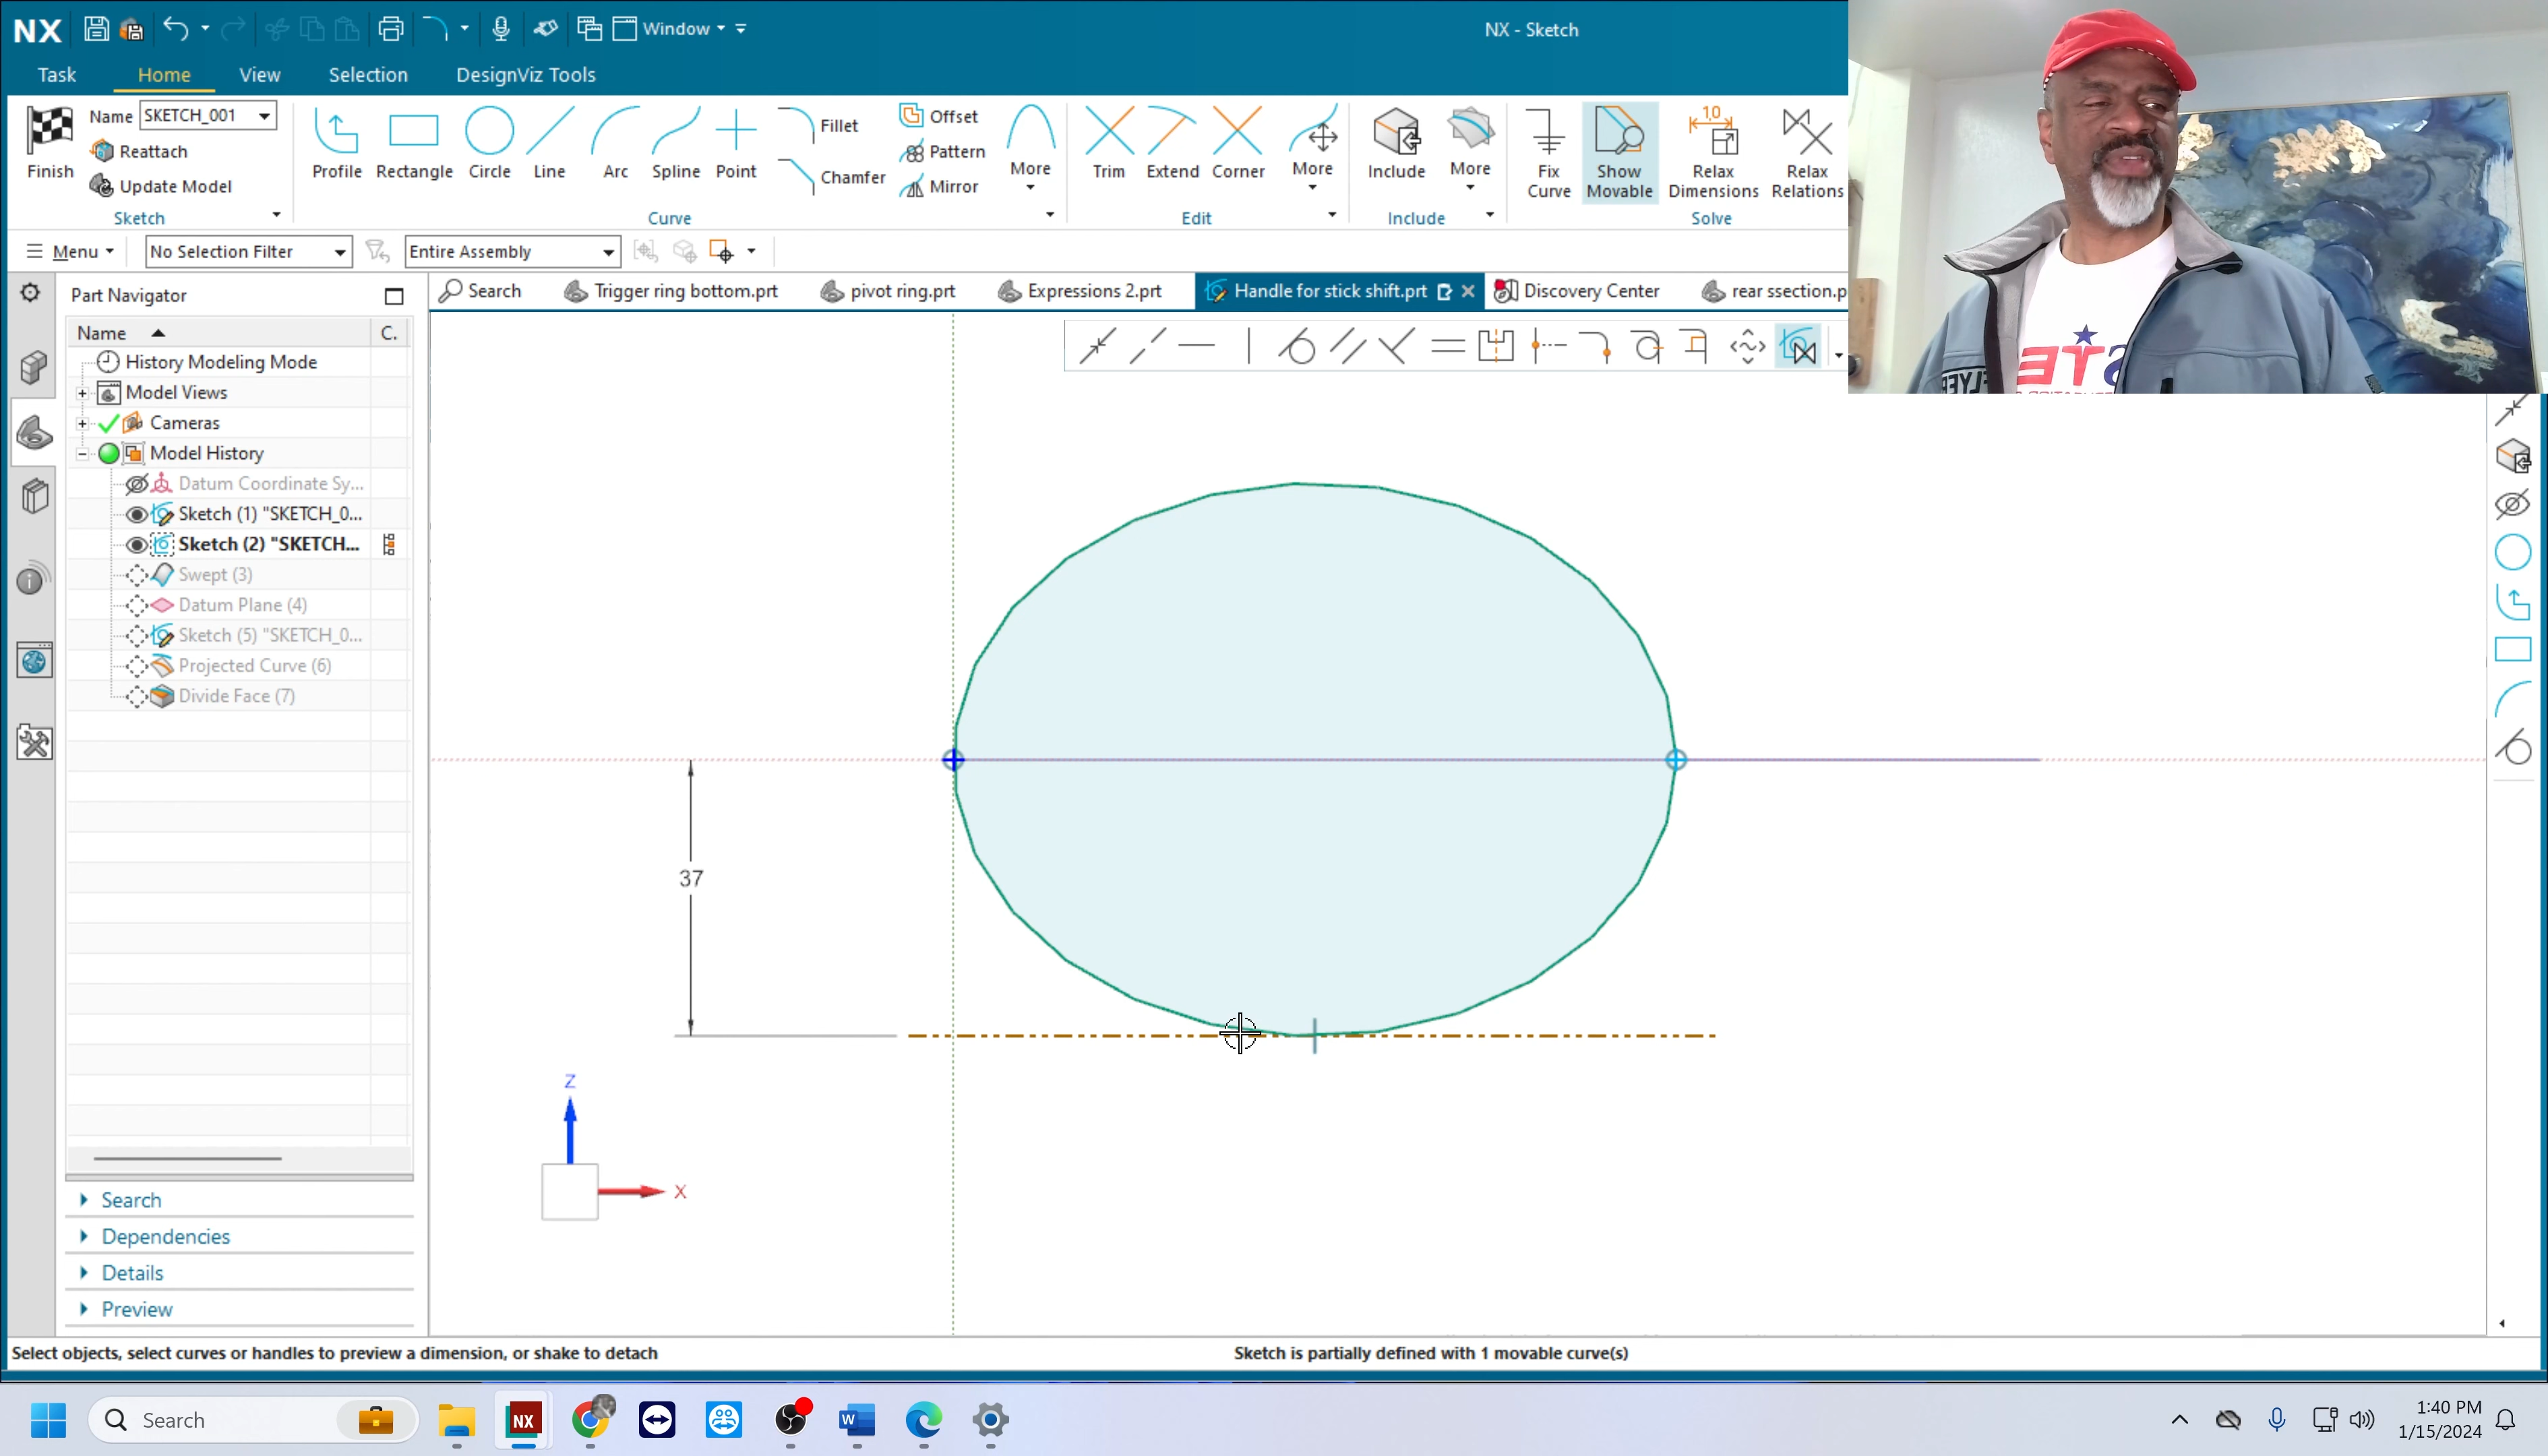 NX
Window
NX - Sketch
Task Home View Selection DesignViz Tools
Finish
Name SKETCH_001
Reattach
Update Model
Sketch
Profile Rectangle Circle Line Arc Spline Point
Fillet
Chamfer
Offset
Pattern
Mirror
More
Curve
Trim Extend Corner More
Edit
Include More
Include
Fix Curve
Show Movable
1,0
Relax Dimensions
Relax Relations
Solve
Menu No Selection Filter Entire Assembly
Part Navigator
Search Trigger ring bottom.prt pivot ring.prt Expressions 2.prt Handle for stick shift.prt Discovery Center rear ssection.p
Name C.
History Modeling Mode
Model Views
Cameras
Model History
Datum Coordinate Sy...
Sketch (1) "SKETCH_0...
Sketch (2) "SKETCH...
Swept (3)
Datum Plane (4)
Sketch (5) "SKETCH_0...
Projected Curve (6)
Divide Face (7)
37
Z
X
Search
Dependencies
Details
Preview
Select objects, select curves or handles to preview a dimension, or shake to detach
Sketch is partially defined with 1 movable curve(s)
Search
NX
W
1:40 PM
1/15/2024